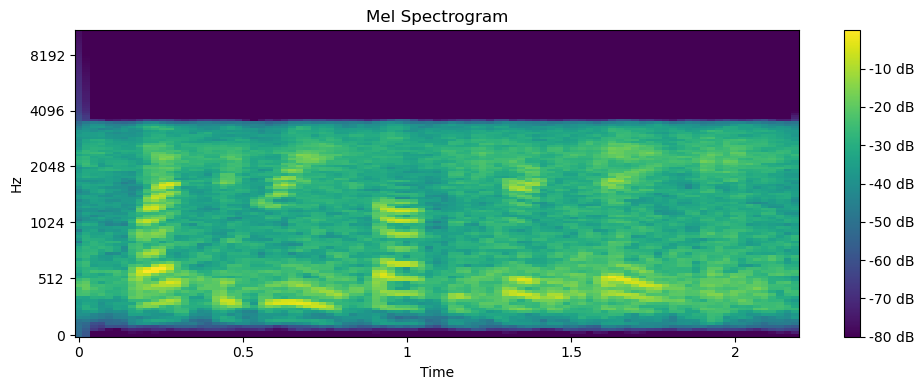 Mel Spectrogram
8192
4096
2048
1024
512
0
Hz
0
0.5
1
1.5
2
Time
-10 dB
-20 dB
-30 dB
-40 dB
-50 dB
-60 dB
-70 dB
-80 dB